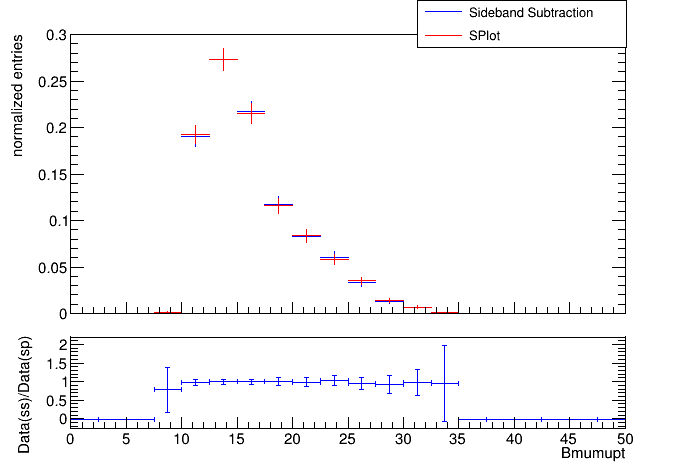 Sideband Subtraction
SPlot
normalized entries
0.3
0.25
0.2
0.15
0.1
0.05
0
Data(ss)/Data(sp)
2
1.5
1
0.5
0
0 5 10 15 20 25 30 35 40 45 50
Bmumupt